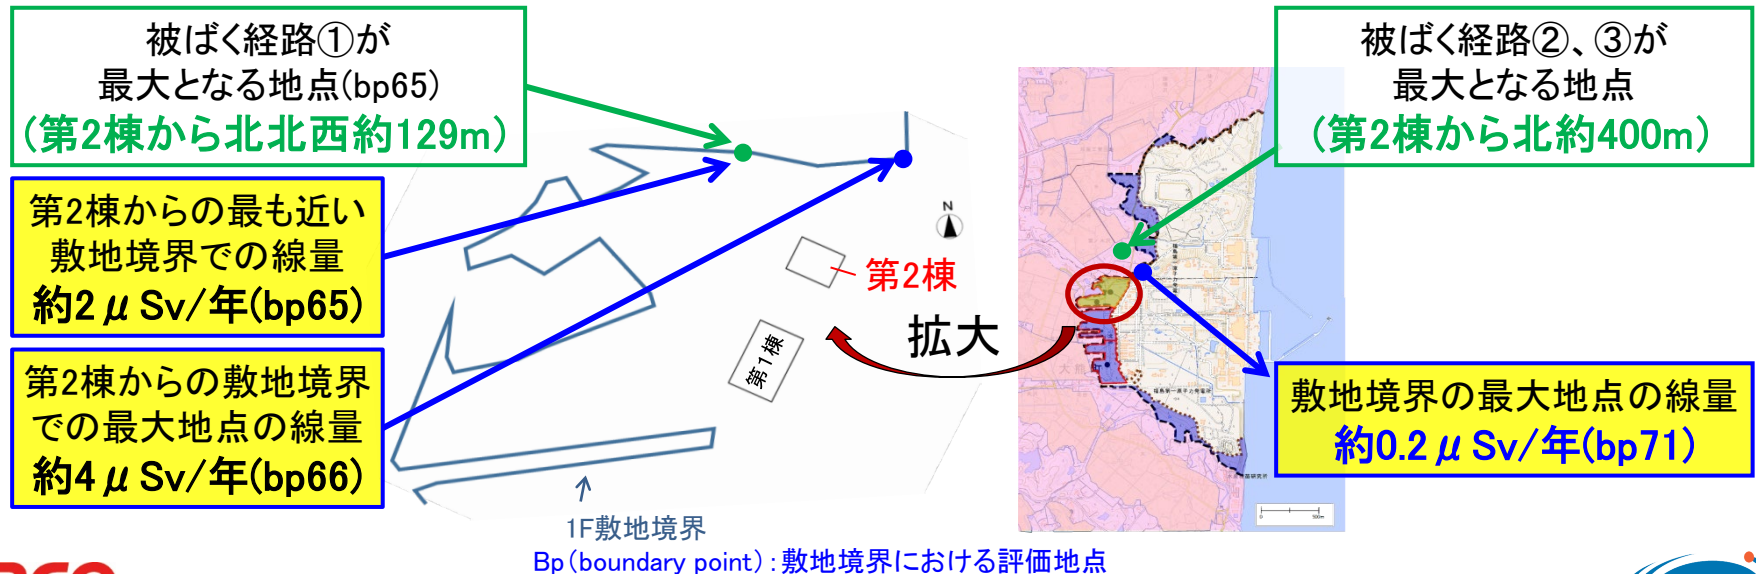 被ばく経路①が
最大となる地点(bp65)
(第2棟から北北西約129m)
第2棟からの最も近い
敷地境界での線量
約2μSv/年(bp65)
第2棟からの敷地境界
での最大地点の線量
約4μSv/年(bp66)
N
第2棟
第1棟
拡大
1F敷地境界
Bp(boundary point):敷地境界における評価地点
被ばく経路②、③が
最大となる地点
(第2棟から北約400m)
敷地境界の最大地点の線量
約0.2μSv/年(bp71)
0 500m